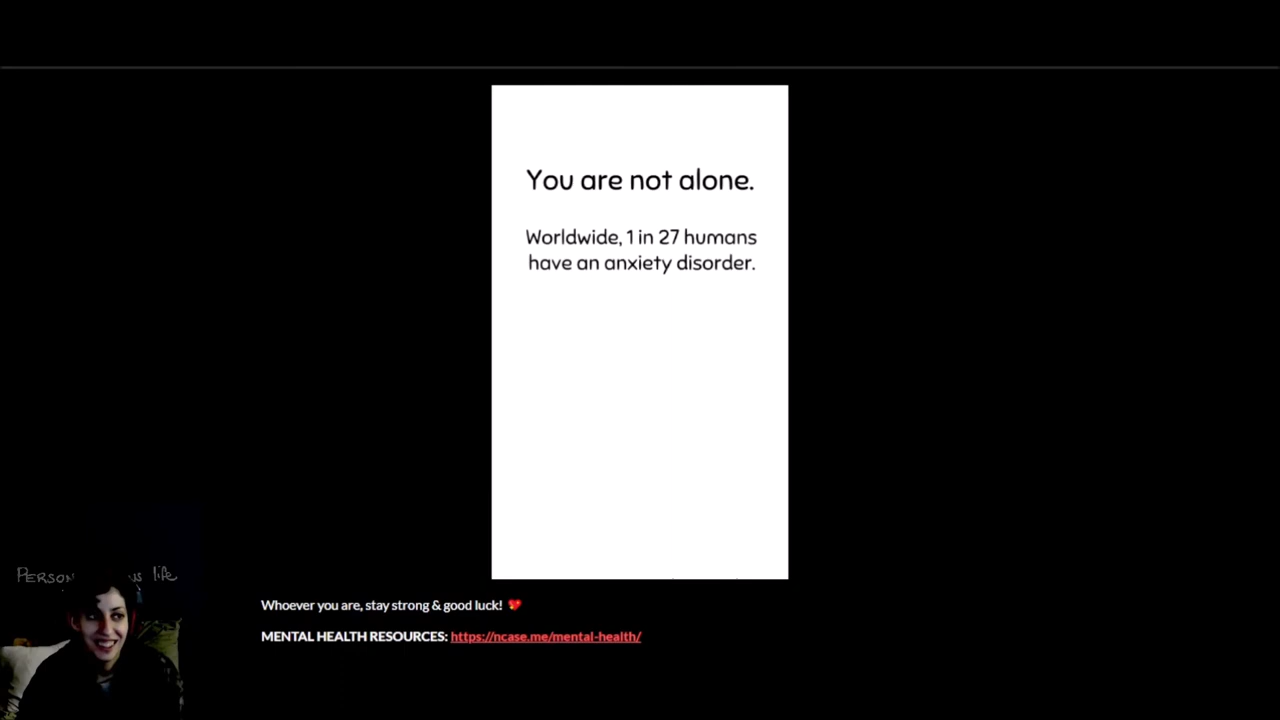 You are not alone.
Worldwide, 1 in 27 humans
have an anxiety disorder.
life
Whoever you are, stay strong & good luck! 💖
MENTAL HEALTH RESOURCES: https://ncase.me/mental-health/